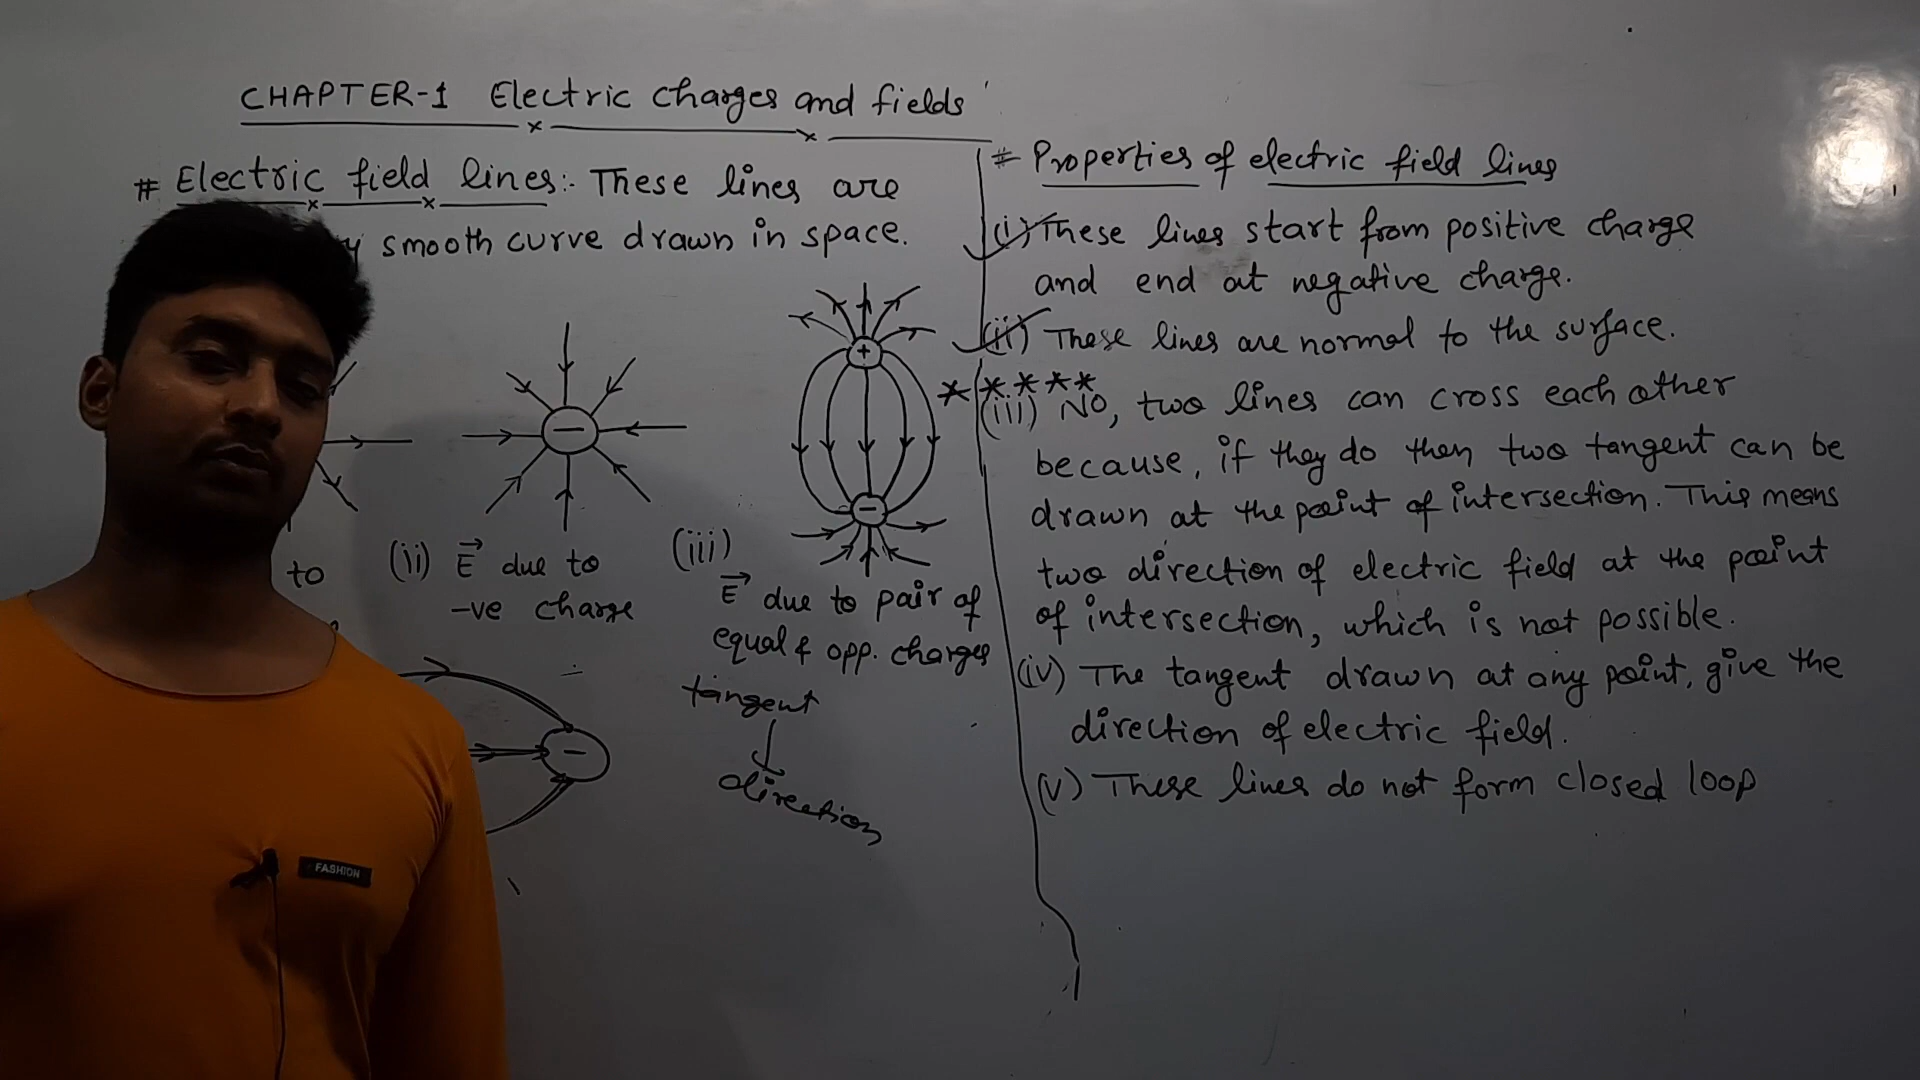 CHAPTER-1 Electric charges and fields
# Electric field lines:- These lines are
smooth curve drawn in space.
+
-
-
to
(ii) E due to
-ve charge
(iii)
E due to pair of
equal & opp. charges
-
tangent
direction
# Properties of electric field lines
(i) These lines start from positive charge
and end at negative charge.
(ii) These lines are normal to the surface.
*****
(iii) NO, two lines can cross each other
because, if they do then two tangent can be
drawn at the point of intersection. This means
two direction of electric field at the point
of intersection, which is not possible.
(iv) The tangent drawn at any point, give the
direction of electric field.
(v) These lines do not form closed loop
FASHION